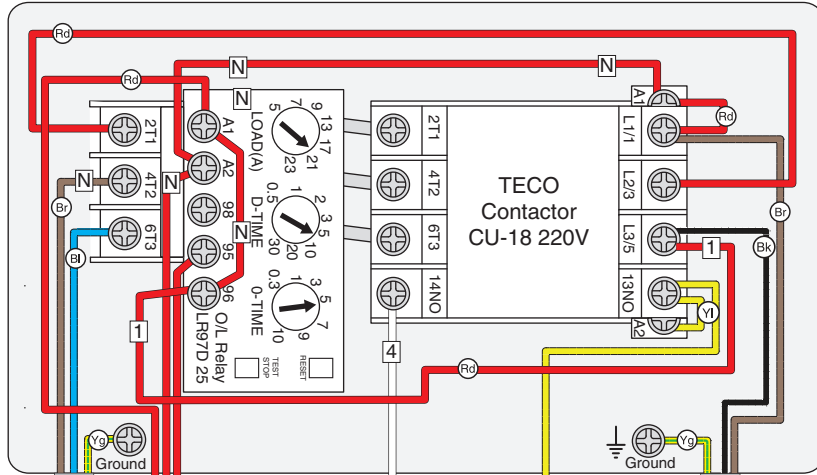 Rd
Rd
N
N
N
A1
Rd
2T1
4T2
6T3
N
Br
Bl
A1
A2
98
95
96
N
N
LOAD(A)
5
7
9
13
17
21
23
D-TIME
0.5
1
2
3
5
10
20
30
O-TIME
0.3
1
3
5
7
9
10
O/L Relay
LR97D 25
TEST
STOP
RESET
2T1
4T2
6T3
14NO
TECO
Contactor
CU-18 220V
L1/1
L2/3
L3/5
13NO
A2
Bl
Br
Bk
1
Yl
1
4
Rd
Yg
Ground
Yg
Ground